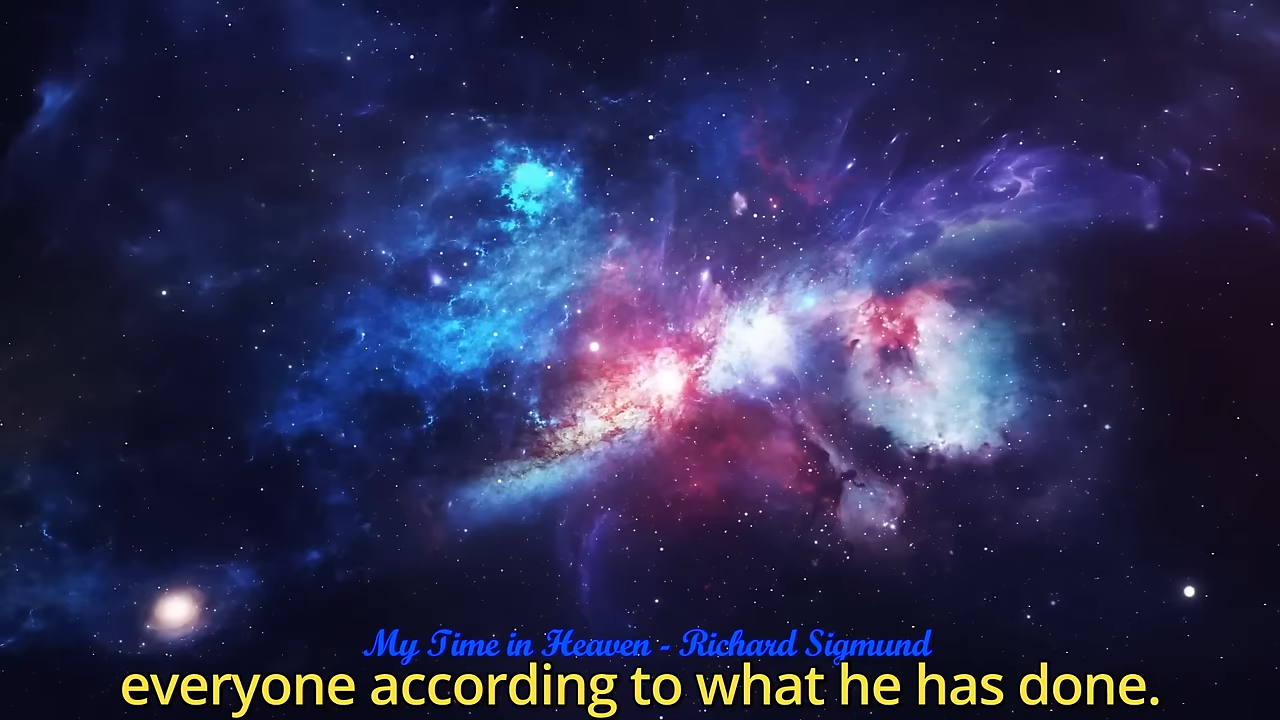 My Time in Heaven - Richard Sigmund
everyone according to what he has done.